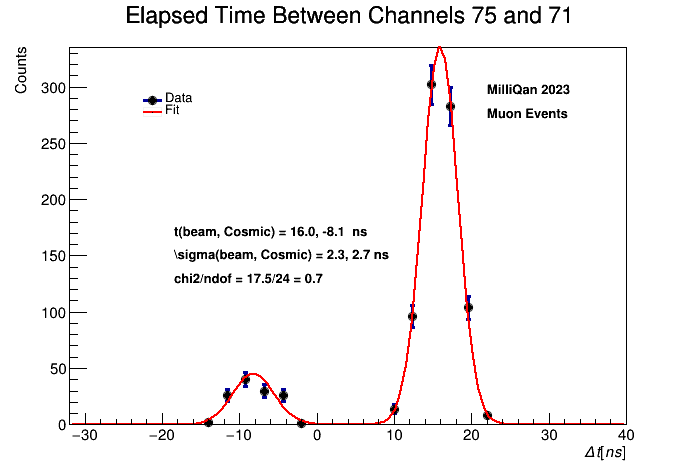 Elapsed Time Between Channels 75 and 71
Counts
300
250
200
150
100
50
0
Data
Fit
MilliQan 2023
Muon Events
t(beam, Cosmic) = 16.0, -8.1 ns
\sigma(beam, Cosmic) = 2.3, 2.7 ns
chi2/ndof = 17.5/24 = 0.7
−30 −20 −10 0 10 20 30 40
Δt[ns]